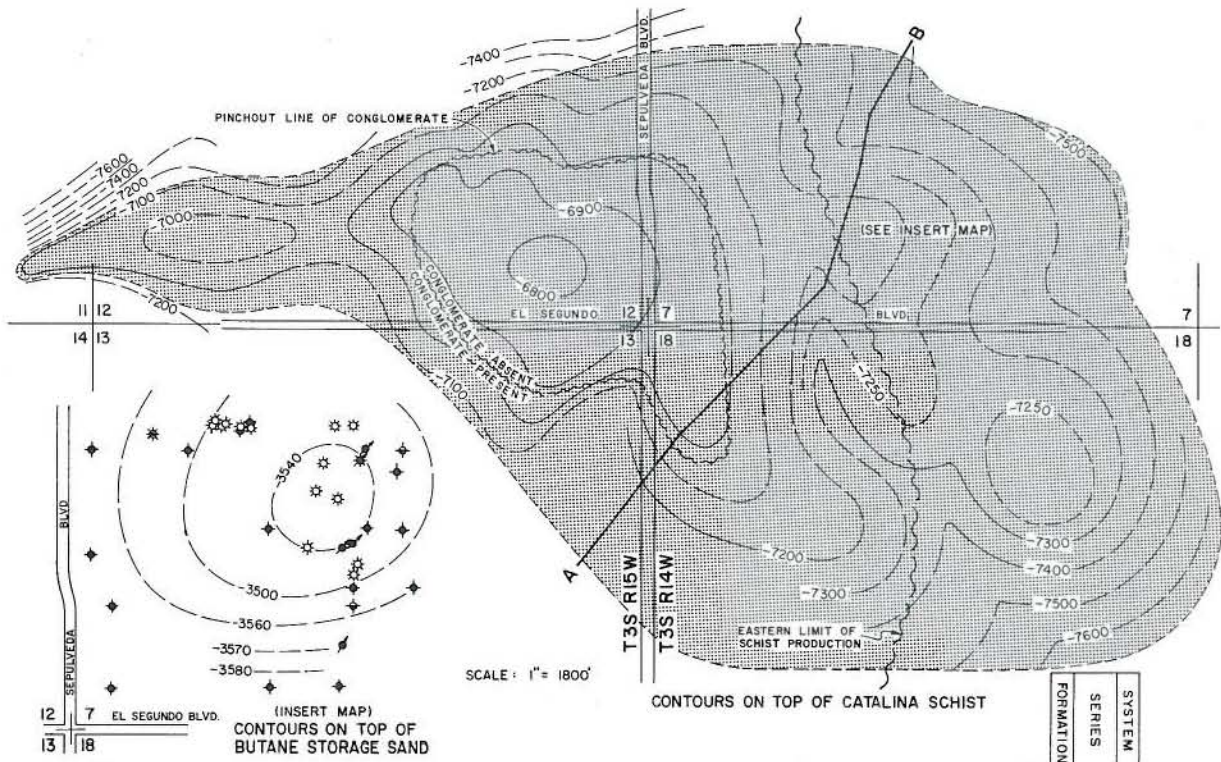 -7400
-7200
SEPULVEDA BLVD.
B
PINCHOUT LINE OF CONGLOMERATE
-7600
-7400
-7200
-7100
-7000
-6900
-7500
(SEE INSERT MAP)
-6800
CONGLOMERATE - ABSENT
CONGLOMERATE - PRESENT
-7200
11 12
14 13
EL SEGUNDO BLVD.
12 7
13 18
7
18
-7100
-7250
-7250
A
T3S R15W
T3S R14W
-7200
-7300
-7300
-7400
-7500
-7600
EASTERN LIMIT OF
SCHIST PRODUCTION
SCALE: 1" = 1800'
CONTOURS ON TOP OF CATALINA SCHIST
BLVD
SEPULVEDA
-3540
-3500
-3560
-3570
-3580
12 7 EL SEGUNDO BLVD.
13 18
(INSERT MAP)
CONTOURS ON TOP OF
BUTANE STORAGE SAND
SYSTEM
SERIES
FORMATION